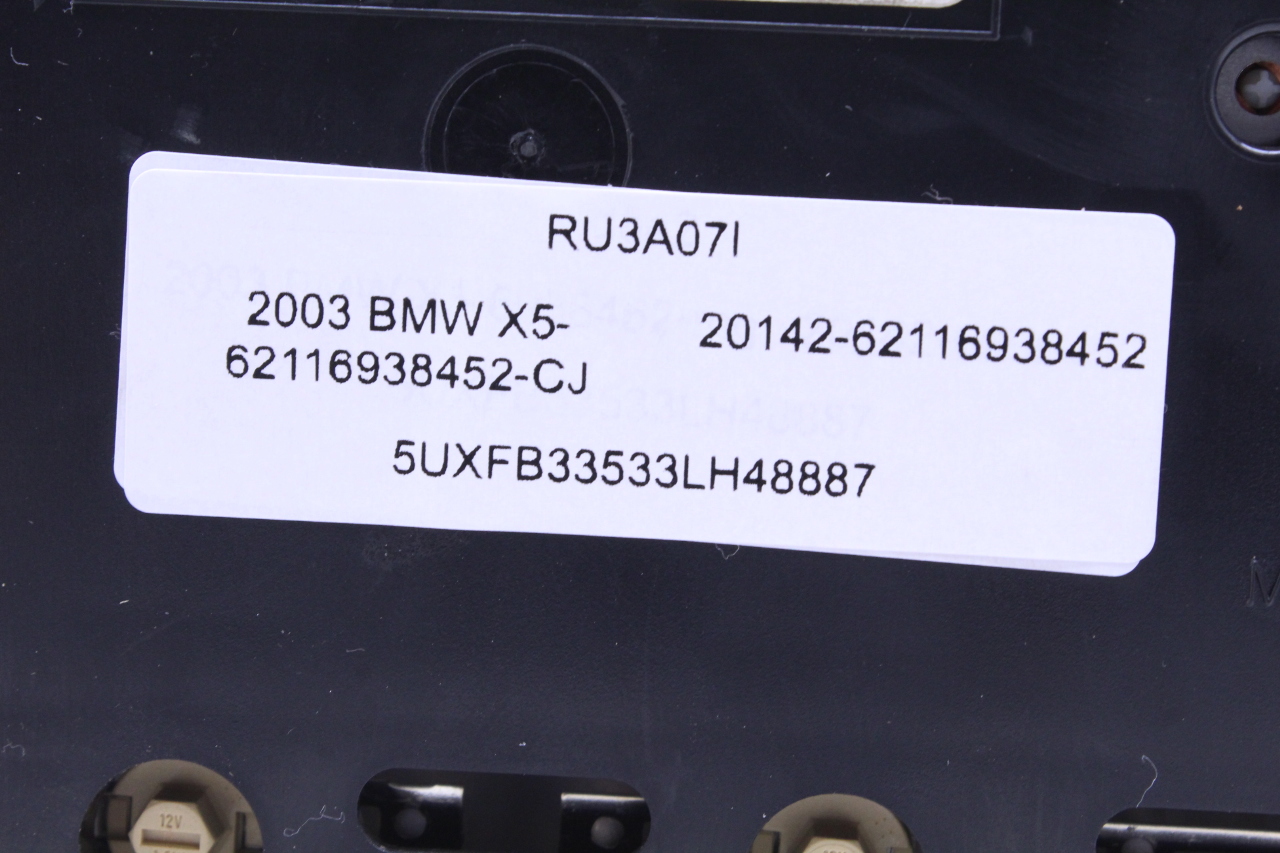 RU3A07I
2003 BMW X5-
62116938452-CJ
20142-62116938452
5UXFB33533LH48887
12V